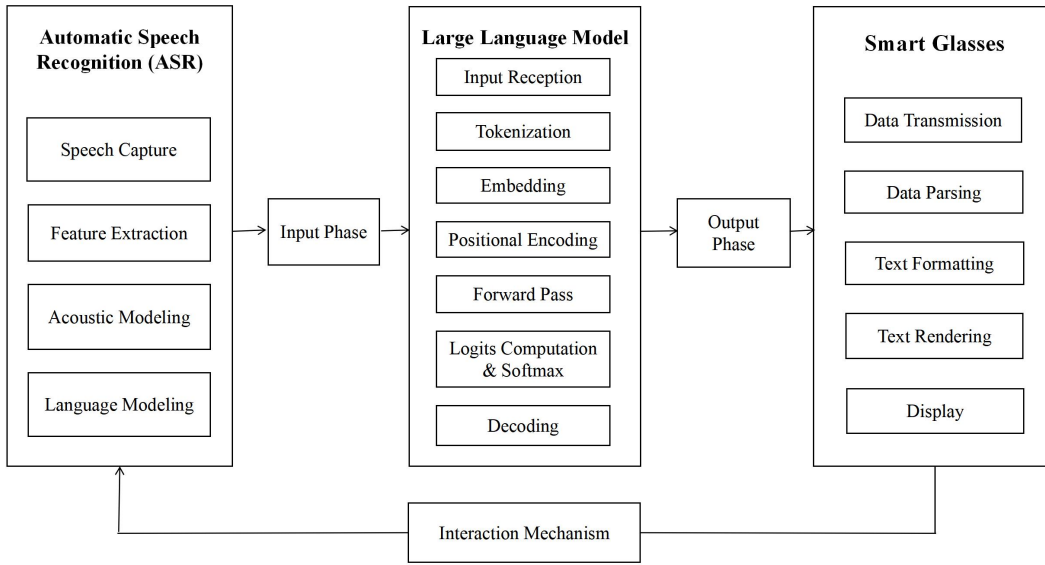 Automatic Speech
Recognition (ASR)
Speech Capture
Feature Extraction
Acoustic Modeling
Language Modeling
Input Phase
Large Language Model
Input Reception
Tokenization
Embedding
Positional Encoding
Forward Pass
Logits Computation
& Softmax
Decoding
Output
Phase
Smart Glasses
Data Transmission
Data Parsing
Text Formatting
Text Rendering
Display
Interaction Mechanism